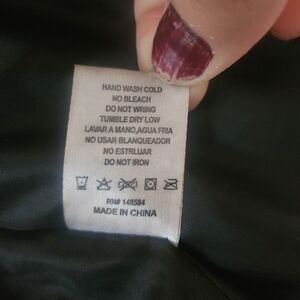 HAND WASH COLD
NO BLEACH
DO NOT WRING
TUMBLE DRY LOW
LAVAR A MANO,AGUA FRIA
NO USAR BLANQUEADOR
NO ESTRLUAR
DO NOT IRON
RN# 148584
MADE IN CHINA